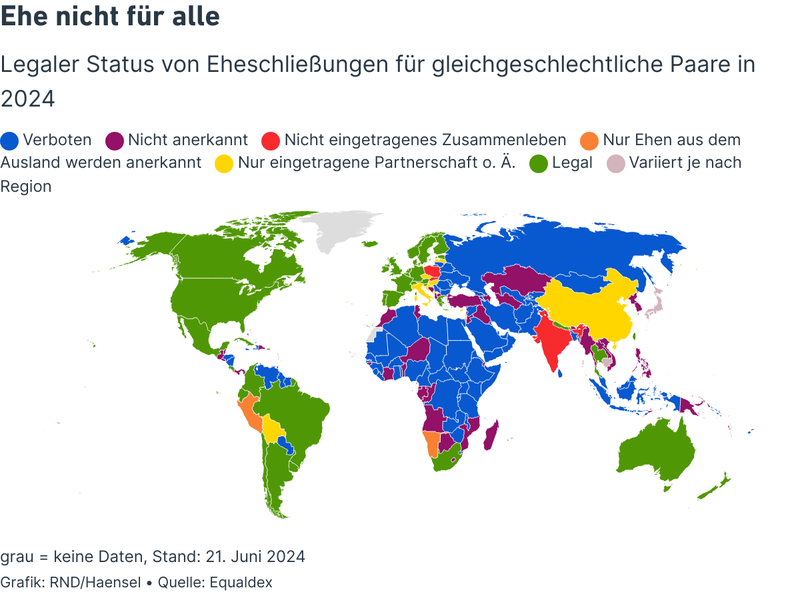 Ehe nicht für alle
Legaler Status von Eheschließungen für gleichgeschlechtliche Paare in
2024
Verboten Nicht anerkannt Nicht eingetragenes Zusammenleben Nur Ehen aus dem
Ausland werden anerkannt Nur eingetragene Partnerschaft o. Ä. Legal Variiert je nach
Region
grau = keine Daten, Stand: 21. Juni 2024
Grafik: RND/Haensel • Quelle: Equaldex